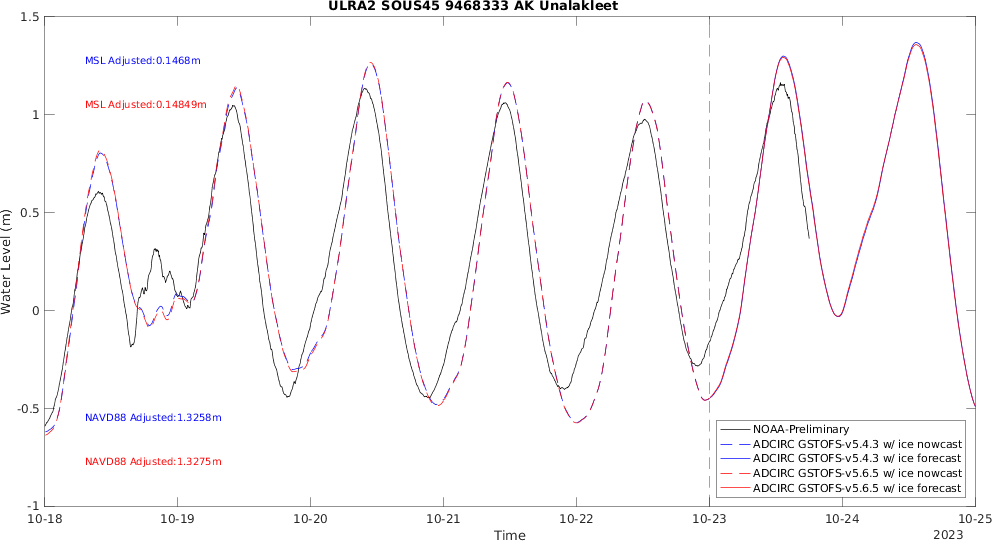 ULRA2 SOUS45 9468333 AK Unalakleet
1.5
1
0.5
0
-0.5
-1
Water Level (m)
MSL Adjusted:0.1468m
MSL Adjusted:0.14849m
NAVD88 Adjusted:1.3258m
NAVD88 Adjusted:1.3275m
NOAA-Preliminary
ADCIRC GSTOFS-v5.4.3 w/ ice nowcast
ADCIRC GSTOFS-v5.4.3 w/ ice forecast
ADCIRC GSTOFS-v5.6.5 w/ ice nowcast
ADCIRC GSTOFS-v5.6.5 w/ ice forecast
10-18 10-19 10-20 10-21 10-22 10-23 10-24 10-25
Time
2023